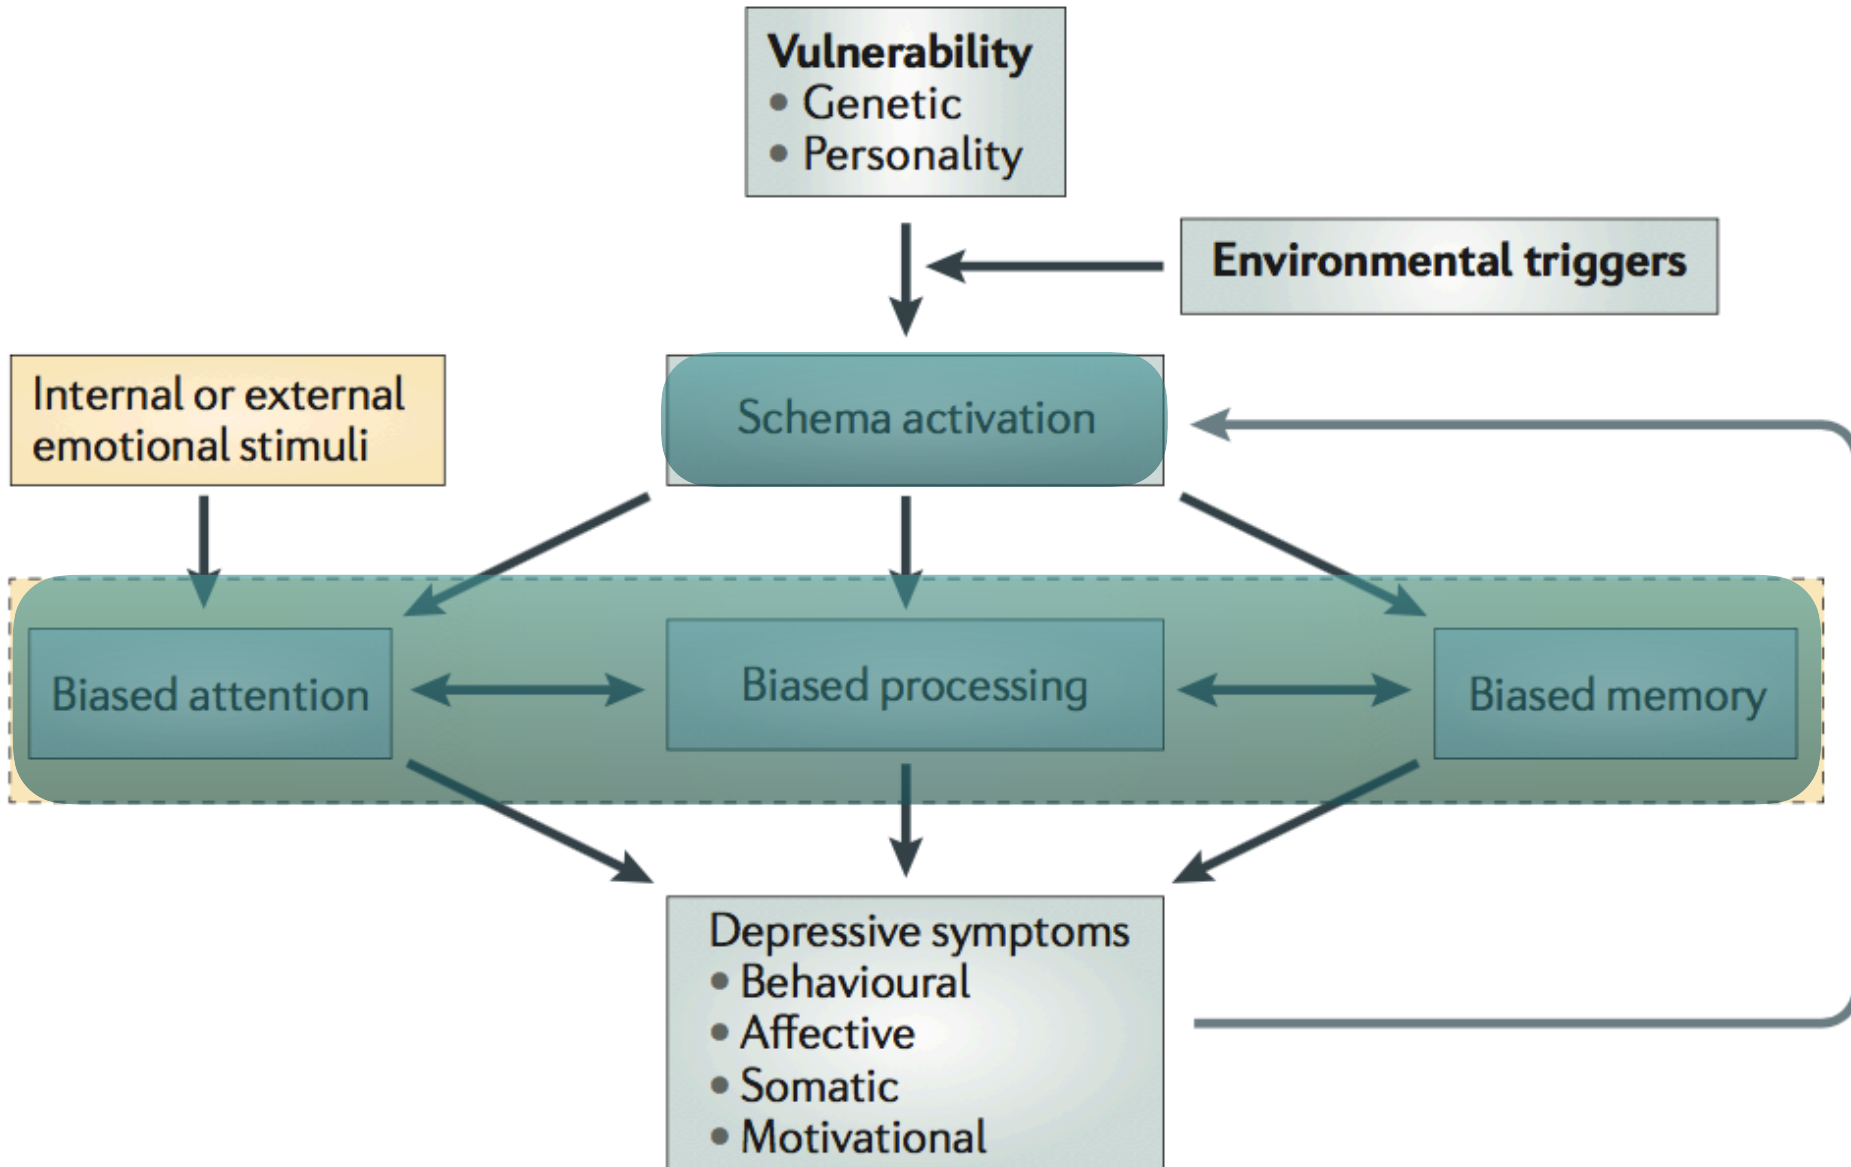 Vulnerability
• Genetic
• Personality
Environmental triggers
Internal or external
emotional stimuli
Schema activation
Biased attention
Biased processing
Biased memory
Depressive symptoms
• Behavioural
• Affective
• Somatic
• Motivational